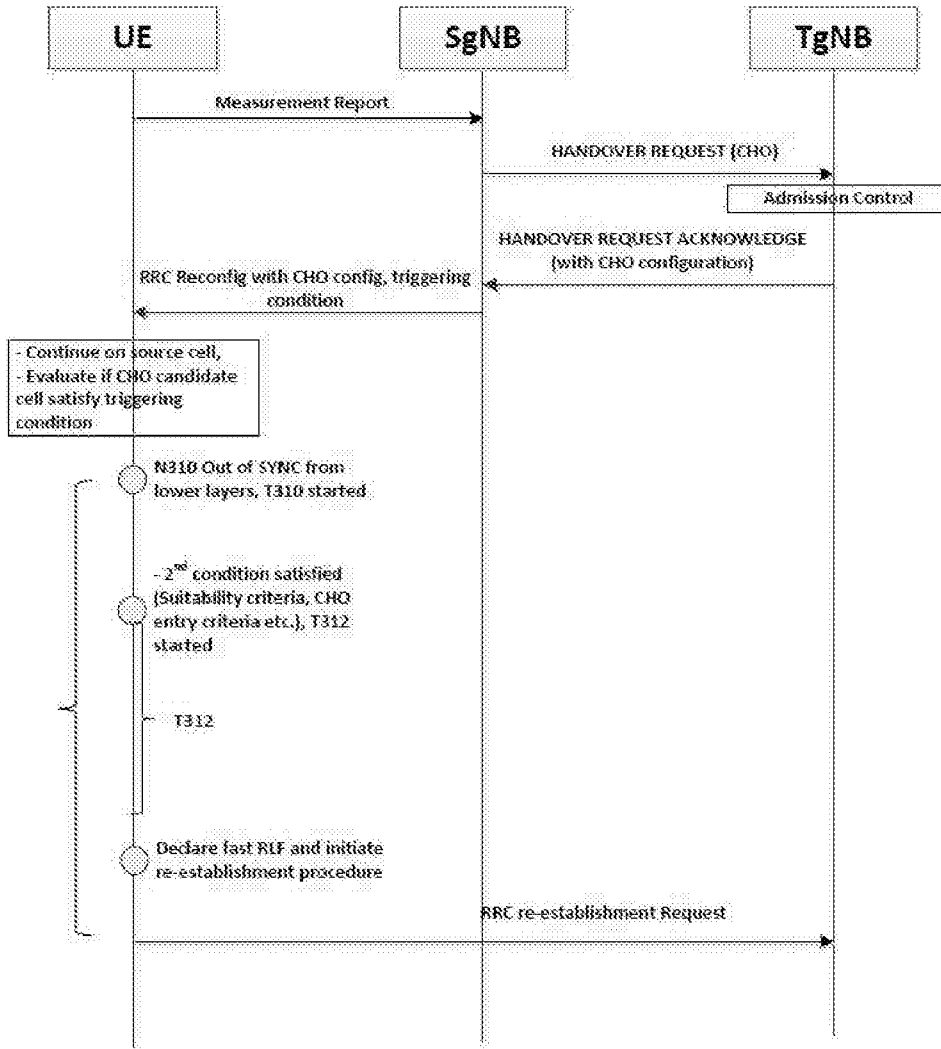 UE
SgNB
TgNB
Measurement Report
HANDOVER REQUEST (CHO)
Admission Control
HANDOVER REQUEST ACKNOWLEDGE
(with CHO configuration)
RRC Reconfig with CHO config, triggering
condition
- Continue on source cell,
- Evaluate if CHO candidate
cell satisfy triggering
condition
N310 Out of SYNC from
lower layers, T310 started
- 2nd condition satisfied
(Suitability criteria, CHO
entry criteria etc.), T312
started
T312
Declare fast RLF and initiate
re-establishment procedure
RRC re-establishment Request